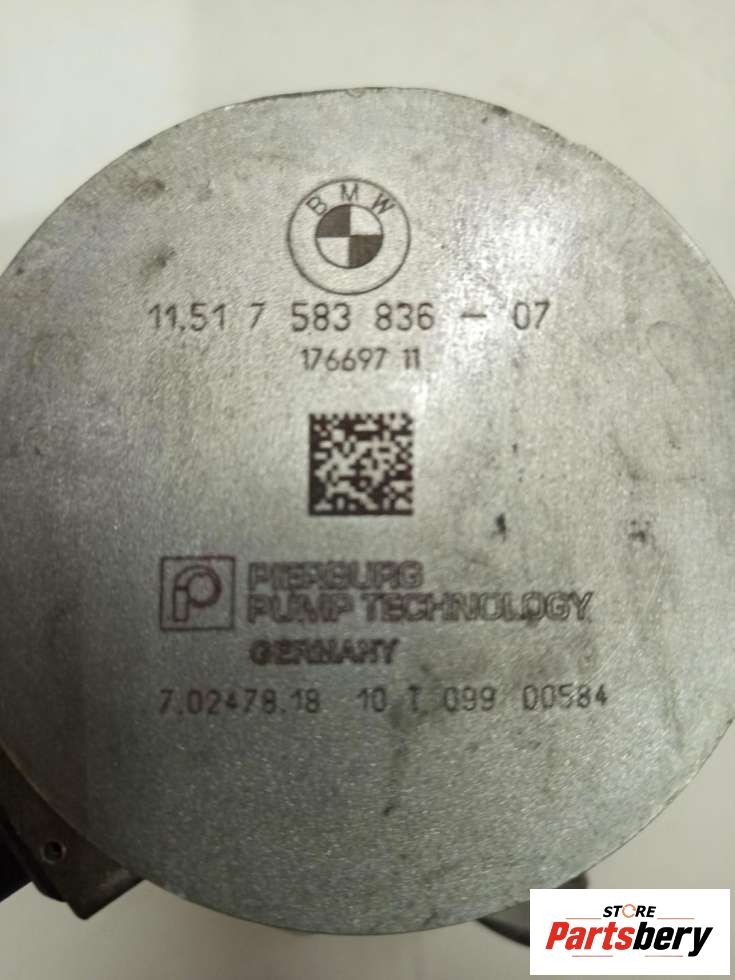 BMW
11.51 7 583 836 - 07
176697 11
PIERBURG
PUMP TECHNOLOGY
GERMANY
7.02478.18 10 T 099 00584
STORE
Partsbery